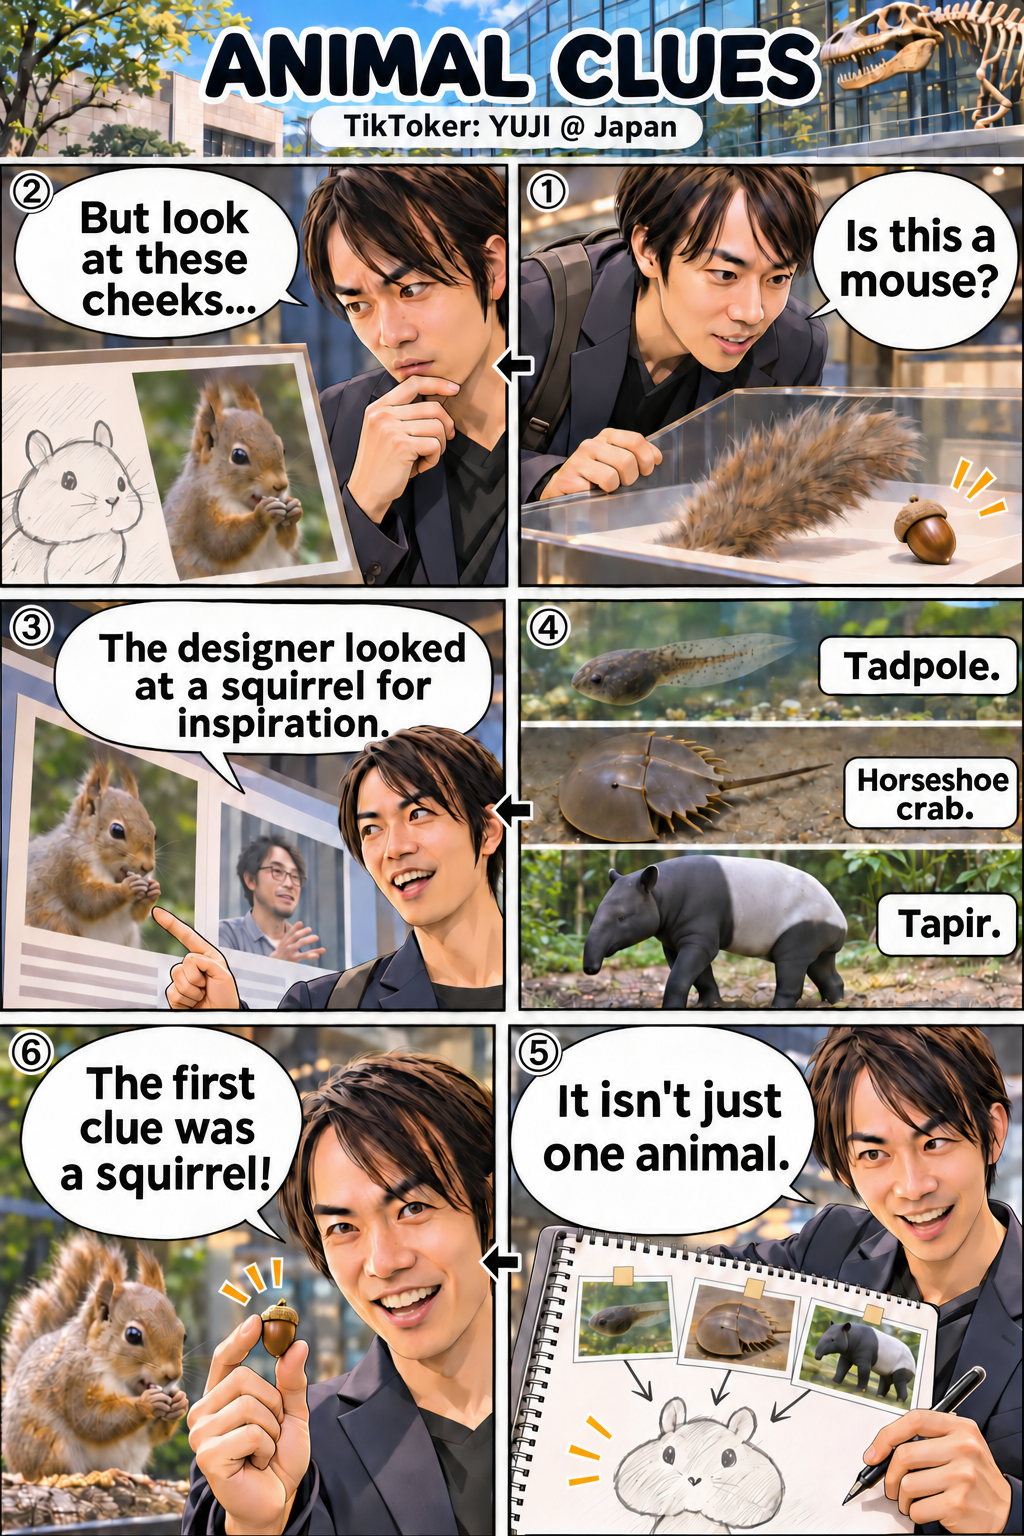 ANIMAL CLUES
TikToker: YUJI @ Japan
①
Is this a
mouse?
②
But look
at these
cheeks...
③
The designer looked
at a squirrel for
inspiration.
④
Tadpole.
Horseshoe
crab.
Tapir.
⑤
It isn't just
one animal.
⑥
The first
clue was
a squirrel!